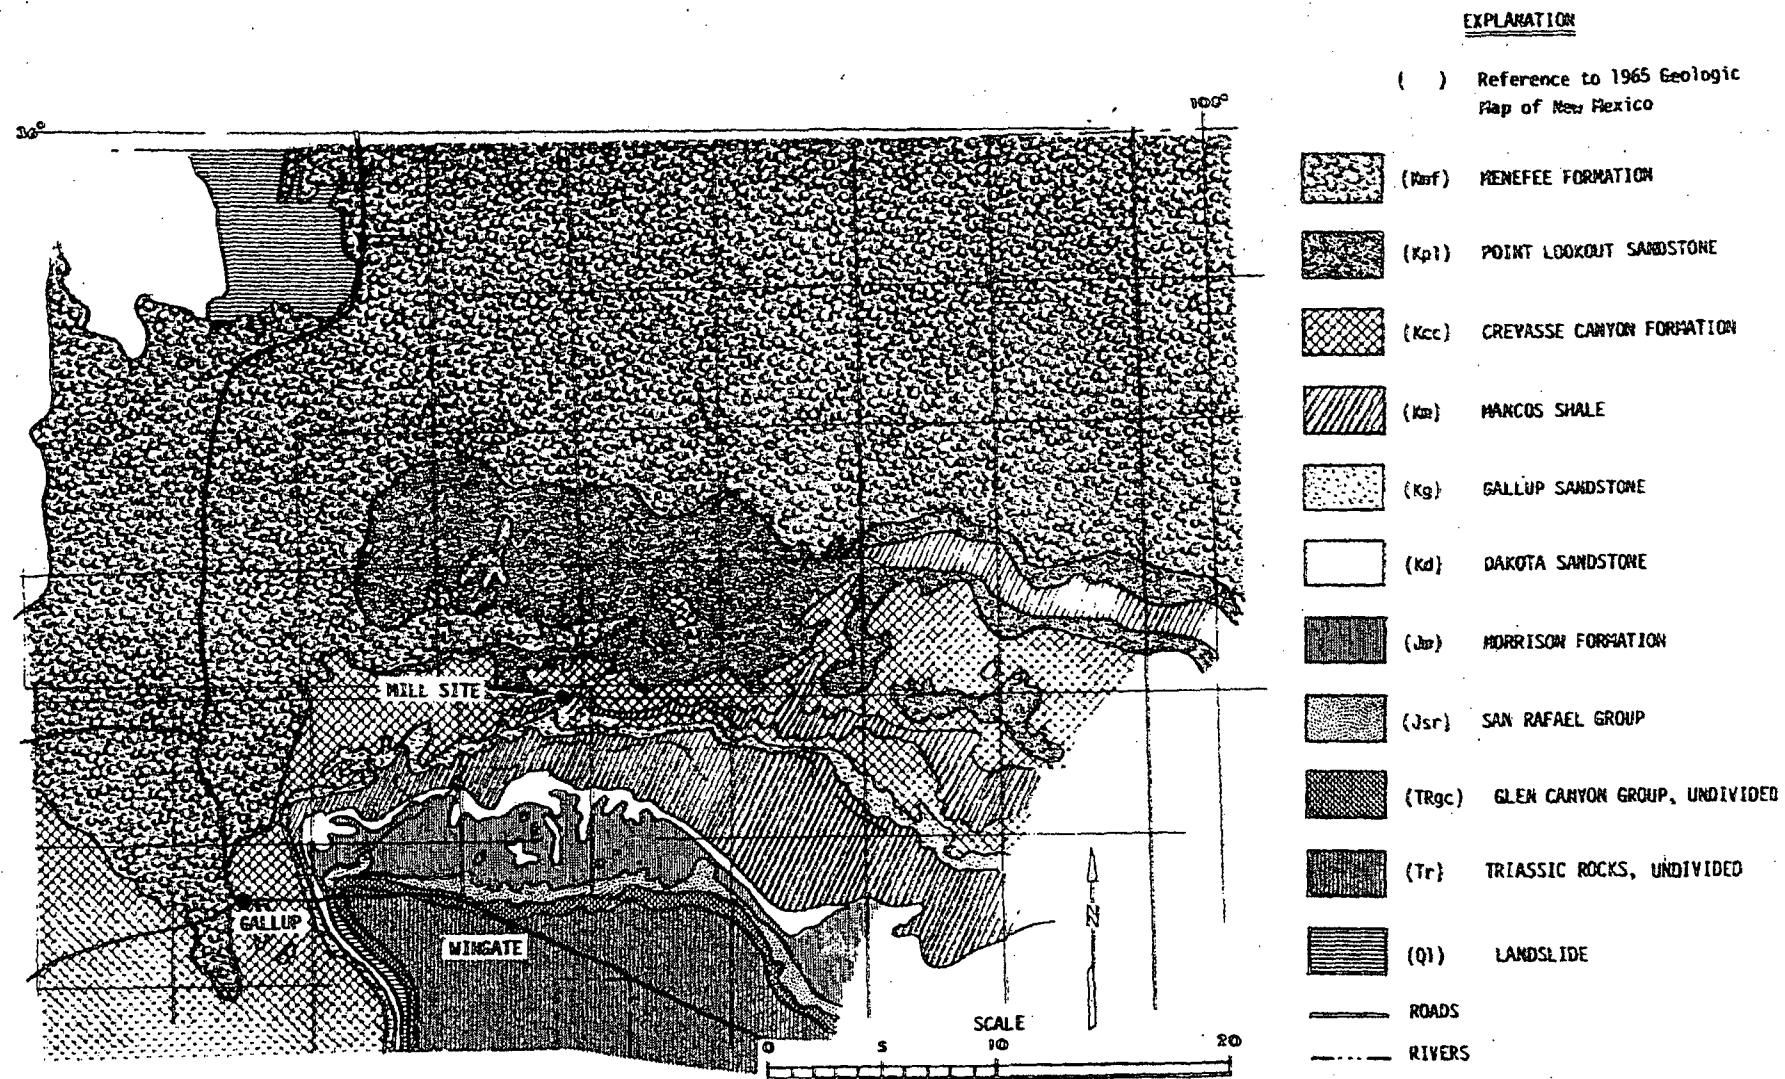 EXPLANATION
( ) Reference to 1965 Geologic
Map of New Mexico
108°
36°
(Kmf) MENEFEE FORMATION
(Kpl) POINT LOOKOUT SANDSTONE
(Kcc) CREVASSE CANYON FORMATION
(Km) MANCOS SHALE
(Kg) GALLUP SANDSTONE
(Kd) DAKOTA SANDSTONE
(Jm) MORRISON FORMATION
(Jsr) SAN RAFAEL GROUP
(TRgc) GLEN CANYON GROUP, UNDIVIDED
(Tr) TRIASSIC ROCKS, UNDIVIDED
(Ql) LANDSLIDE
ROADS
RIVERS
MILL SITE
GALLUP
WINGATE
N
SCALE
0 5 10 20